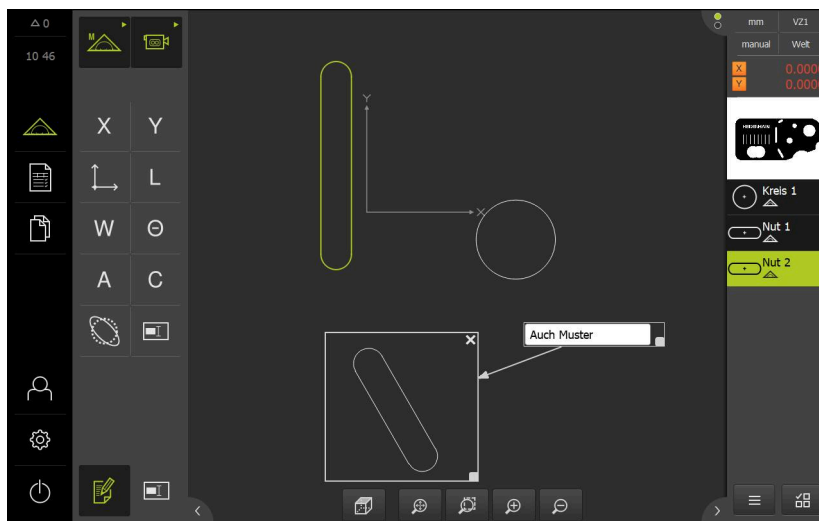 0
10 46
M
X
Y
L
W
Θ
A
C
Y
X
Auch Muster
mm
VZ1
manual
Welt
X 0.000
Y 0.000
HEIDENHAIN
Kreis 1
Nut 1
Nut 2